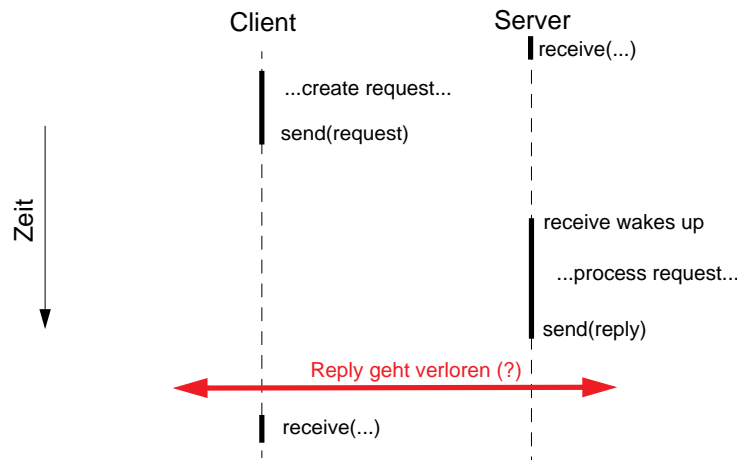 Client
Server
receive(...)
...create request...
send(request)
Zeit
receive wakes up
...process request...
send(reply)
Reply geht verloren (?)
receive(...)